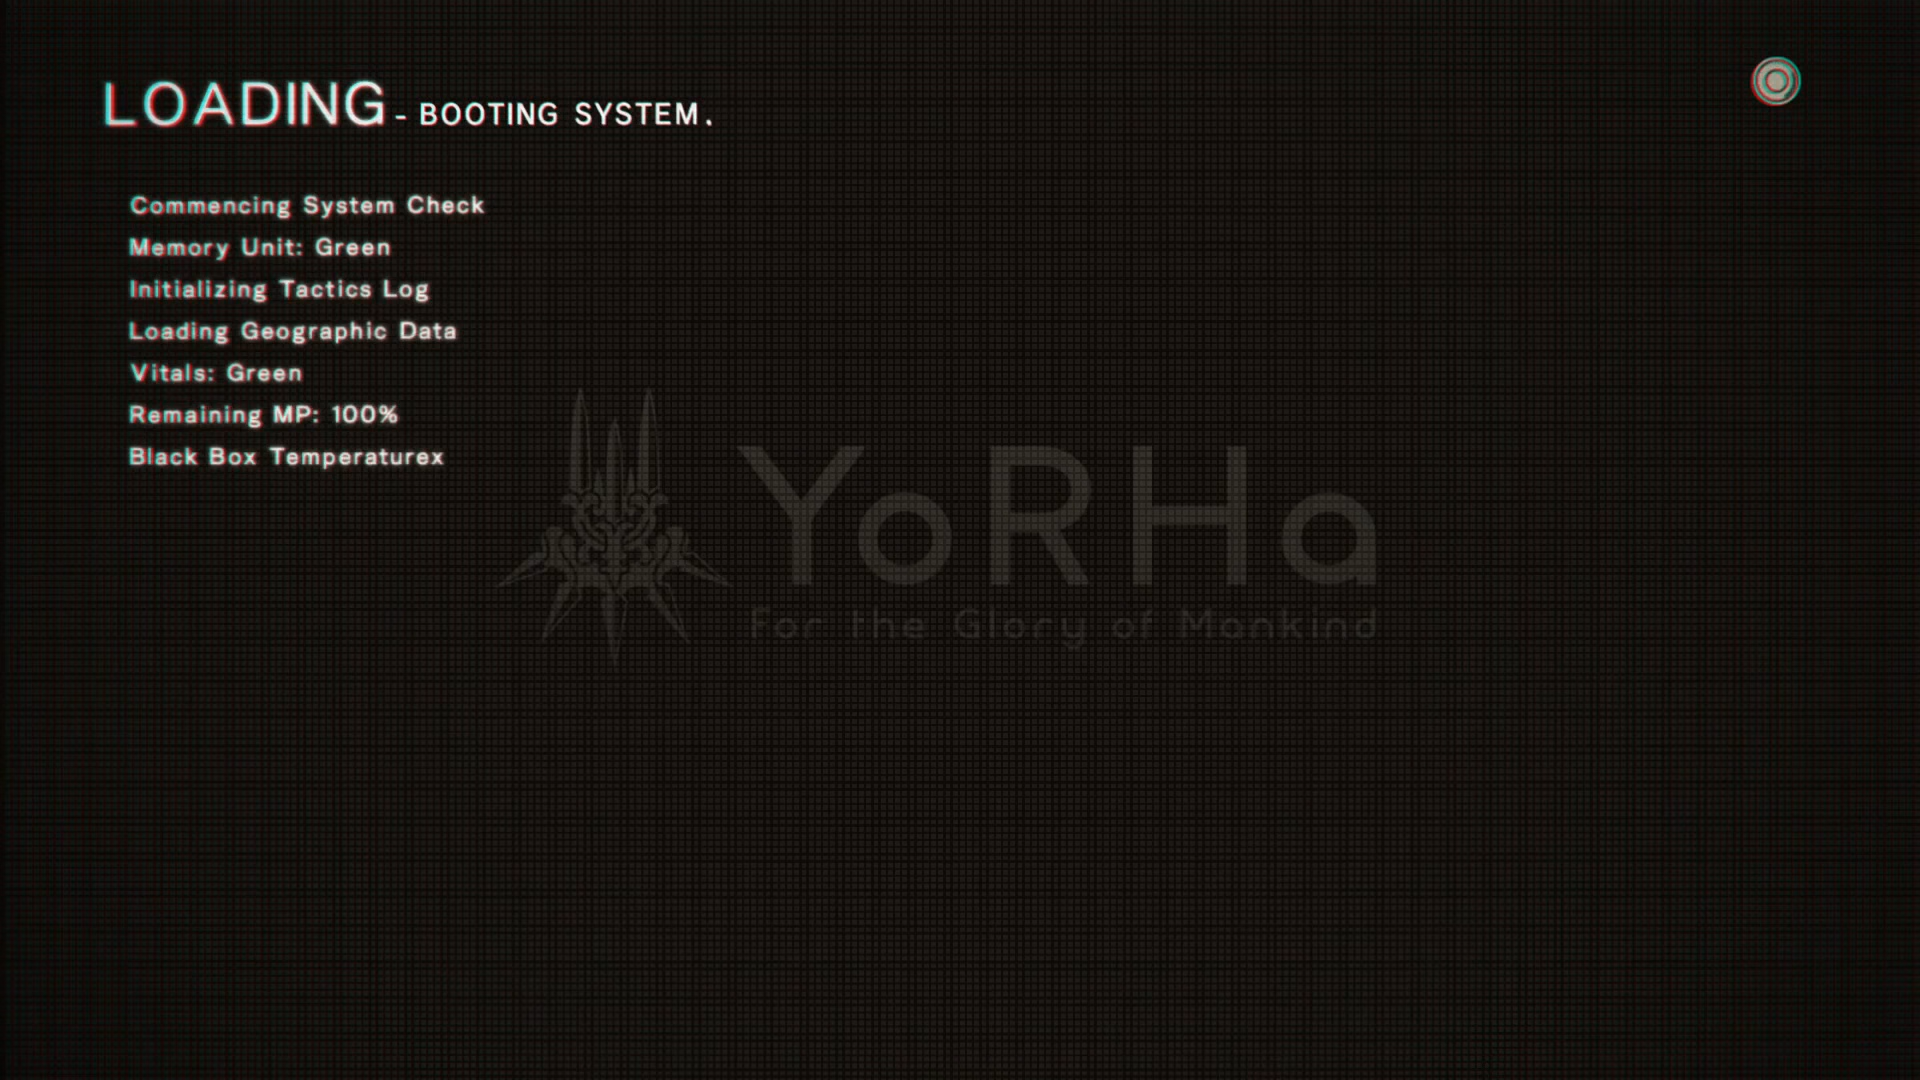 LOADING - BOOTING SYSTEM.
Commencing System Check
Memory Unit: Green
Initializing Tactics Log
Loading Geographic Data
Vitals: Green
Remaining MP: 100%
Black Box Temperaturex
YoRHa
For the Glory of Mankind